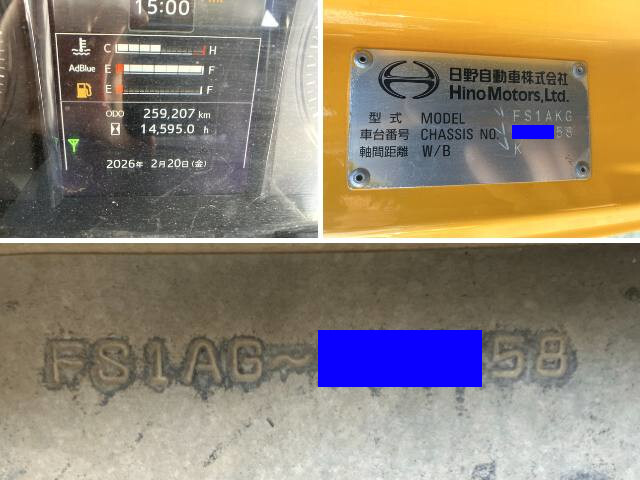 15:00
C H
AdBlue E F
E F
ODO 259,207 km
14,595.0 h
2026年 2月20日(金)
日野自動車株式会社
Hino Motors, Ltd.
型式 MODEL FS1AKG
車台番号 CHASSIS NO. 58
軸間距離 W/B K
FS1AG~ 58